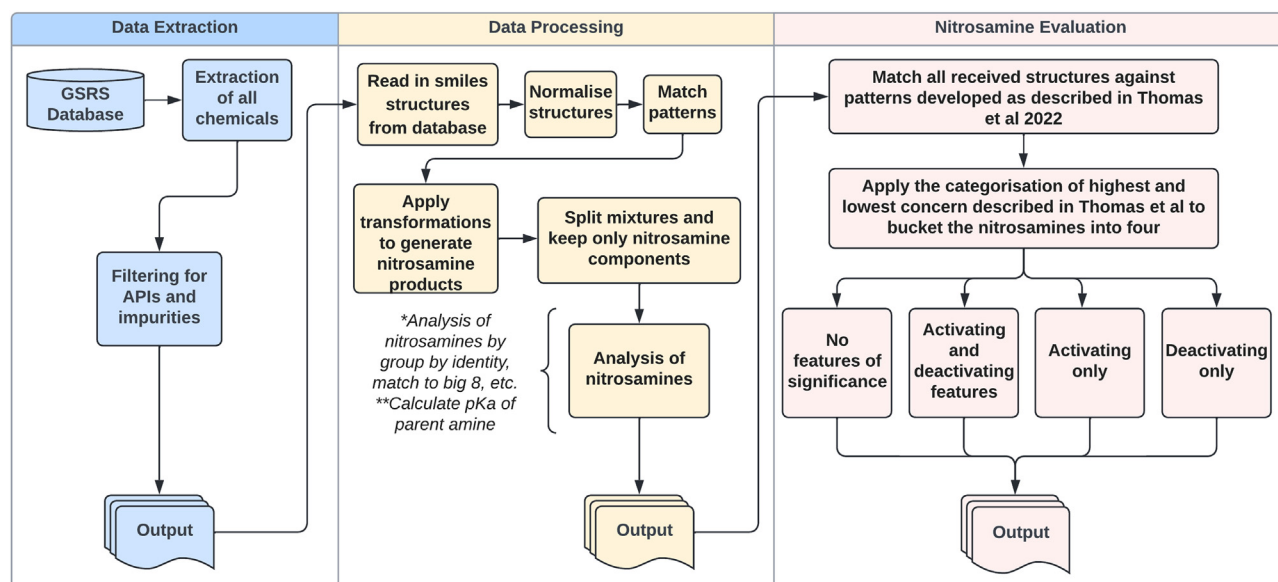 Data Extraction
GSRS
Database
Extraction
of all
chemicals
Filtering for
APIs and
impurities
Output
Data Processing
Read in smiles
structures
from database
Normalise
structures
Match
patterns
Apply
transformations
to generate
nitrosamine
products
Split mixtures and
keep only nitrosamine
components
*Analysis of
nitrosamines by
group by identity,
match to big 8, etc.
**Calculate pKa of
parent amine
Analysis of
nitrosamines
Output
Nitrosamine Evaluation
Match all received structures against
patterns developed as described in Thomas
et al 2022
Apply the categorisation of highest and
lowest concern described in Thomas et al to
bucket the nitrosamines into four
No
features of
significance
Activating
and
deactivating
features
Activating
only
Deactivating
only
Output